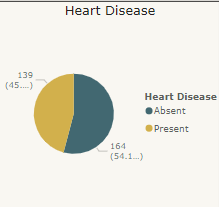 Heart Disease
139
(45....)
Heart Disease
Absent
Present
164
(54.1...)